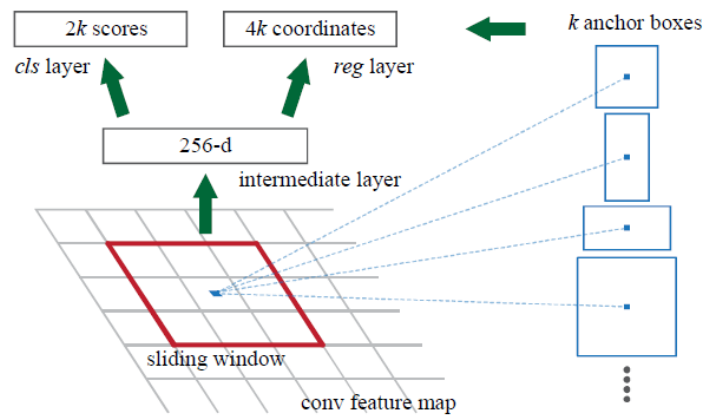 2k scores
4k coordinates
k anchor boxes
cls layer
reg layer
256-d
intermediate layer
sliding window
conv feature map